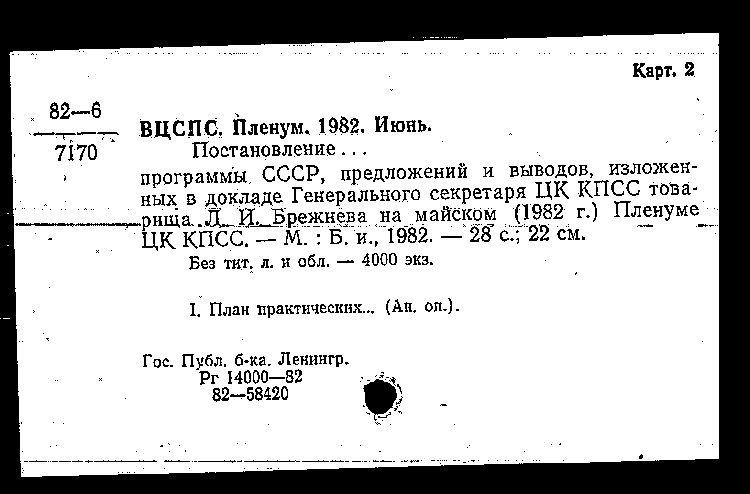 Карт. 2
82—6
7170
ВЦСПС. Пленум. 1982. Июнь.
Постановление...
программы СССР, предложений и выводов, изложен-
ных в докладе Генерального секретаря ЦК КПСС това-
рища Л. И. Брежнева на майском (1982 г.) Пленуме
ЦК КПСС. — М. : Б. и., 1982. — 28 с.; 22 см.
Без тит. л. и обл. — 4000 экз.
I. План практических... (Ан. оп.).
Гос. Публ. б-ка. Ленингр.
Рг 14000—82
82—58420